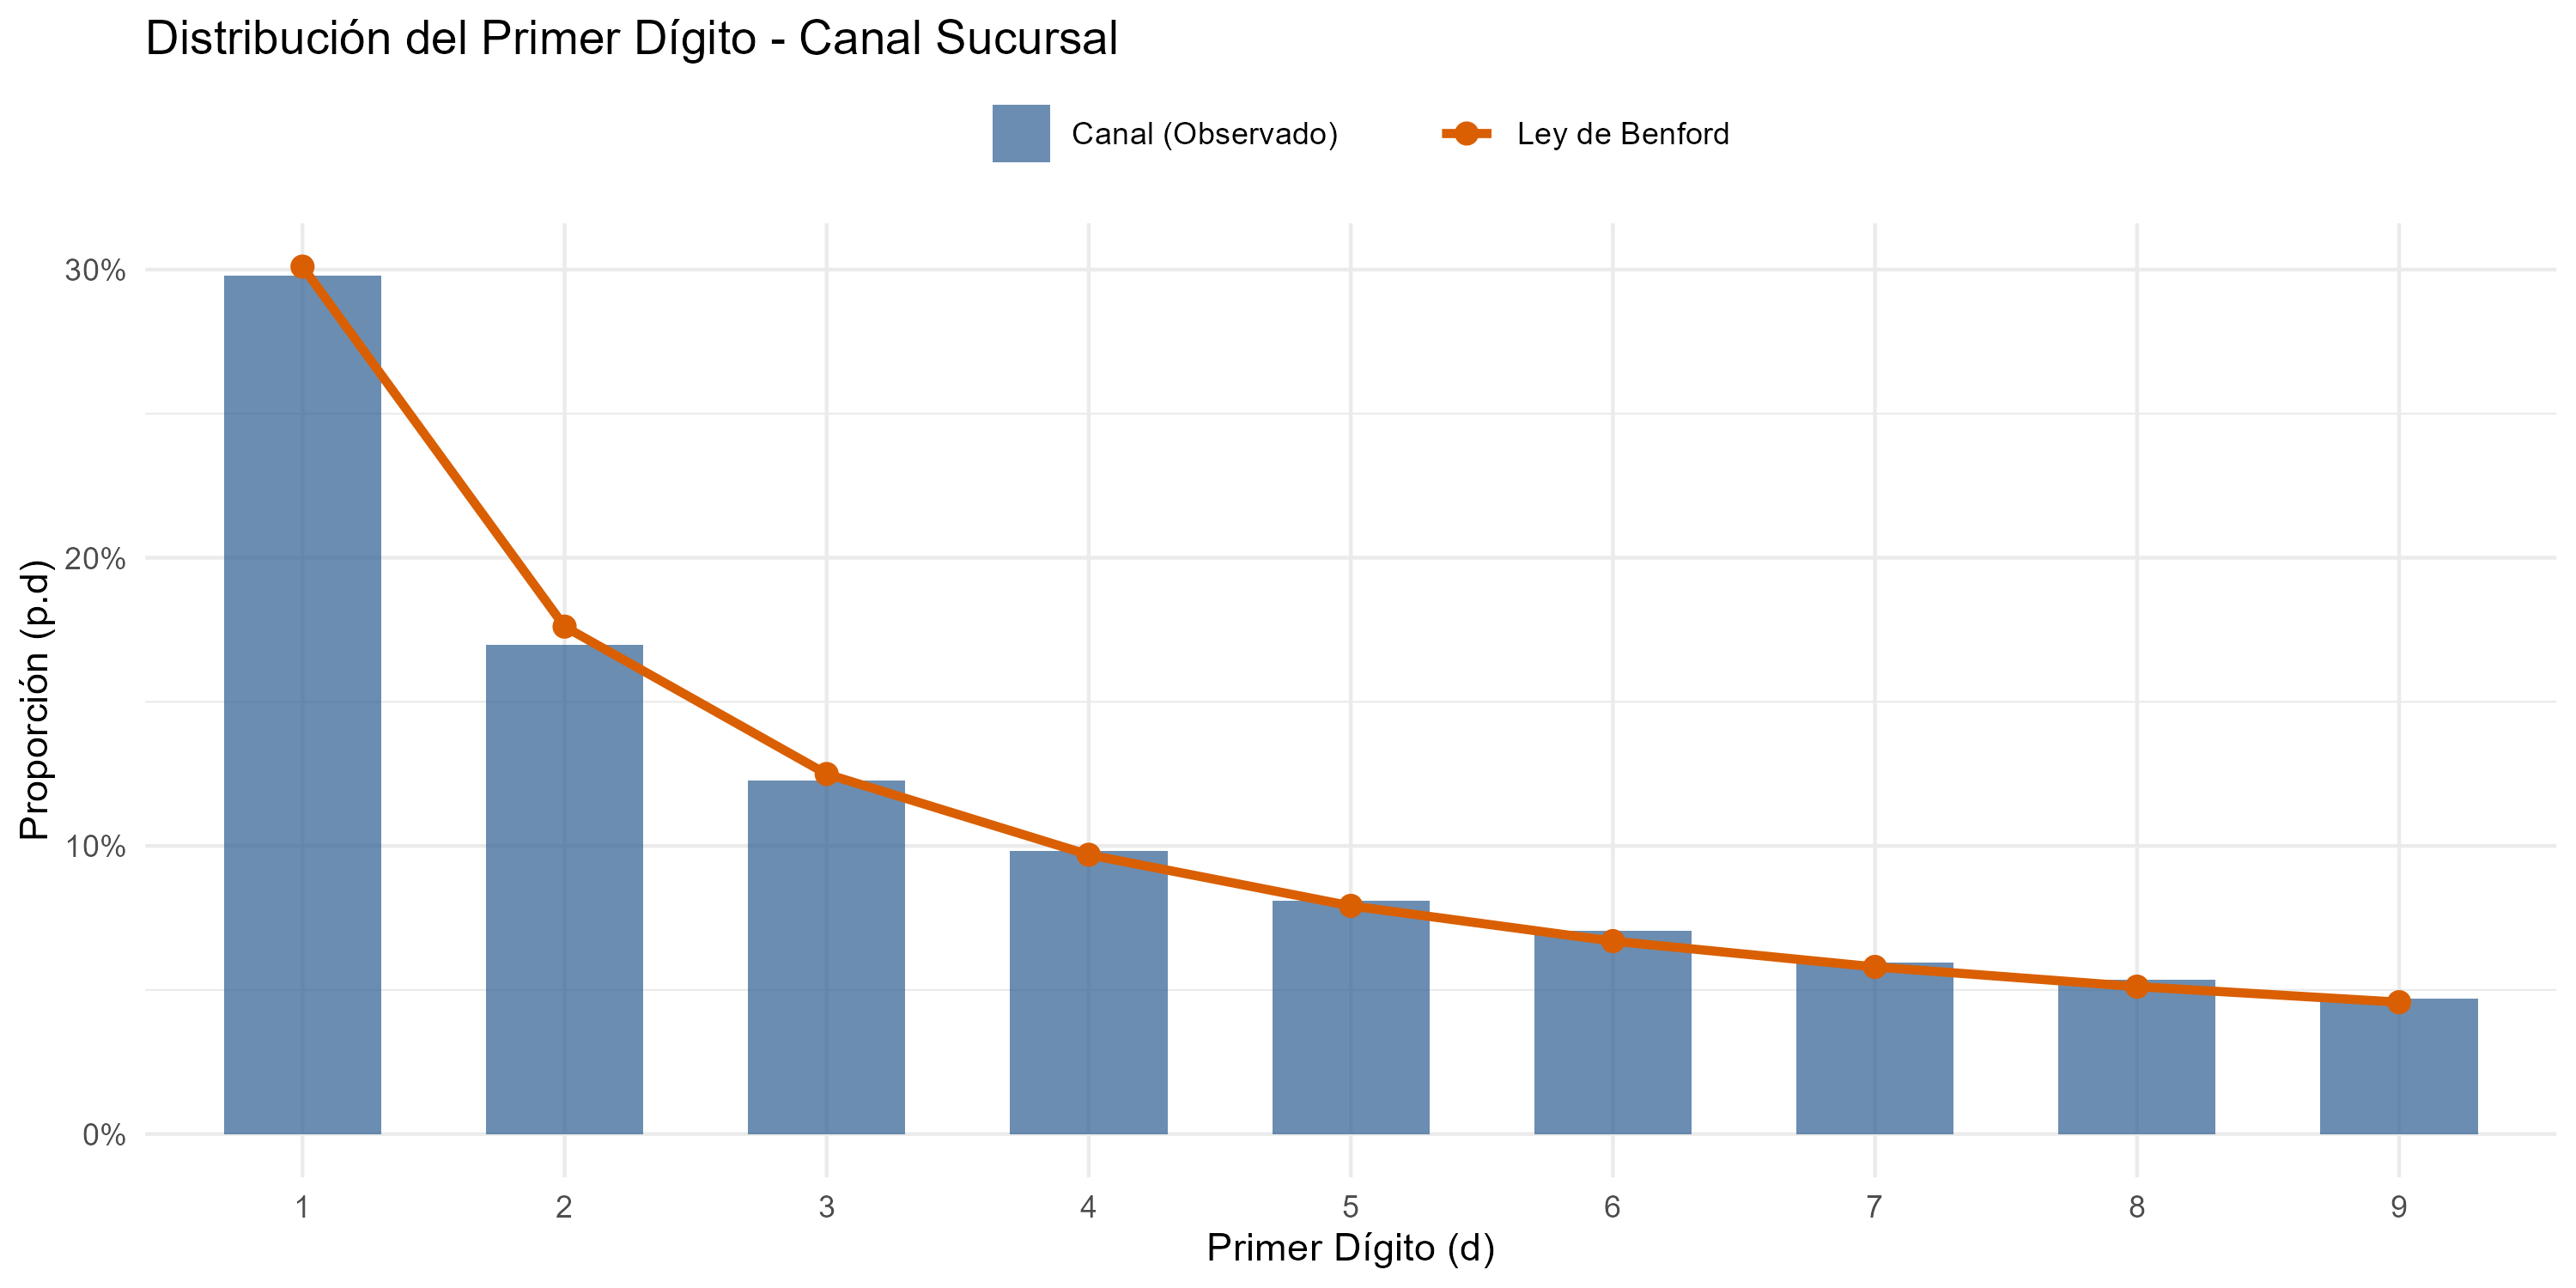 Distribución del Primer Dígito - Canal Sucursal
Canal (Observado)
Ley de Benford
Proporción (p.d)
30%
20%
10%
0%
1 2 3 4 5 6 7 8 9
Primer Dígito (d)